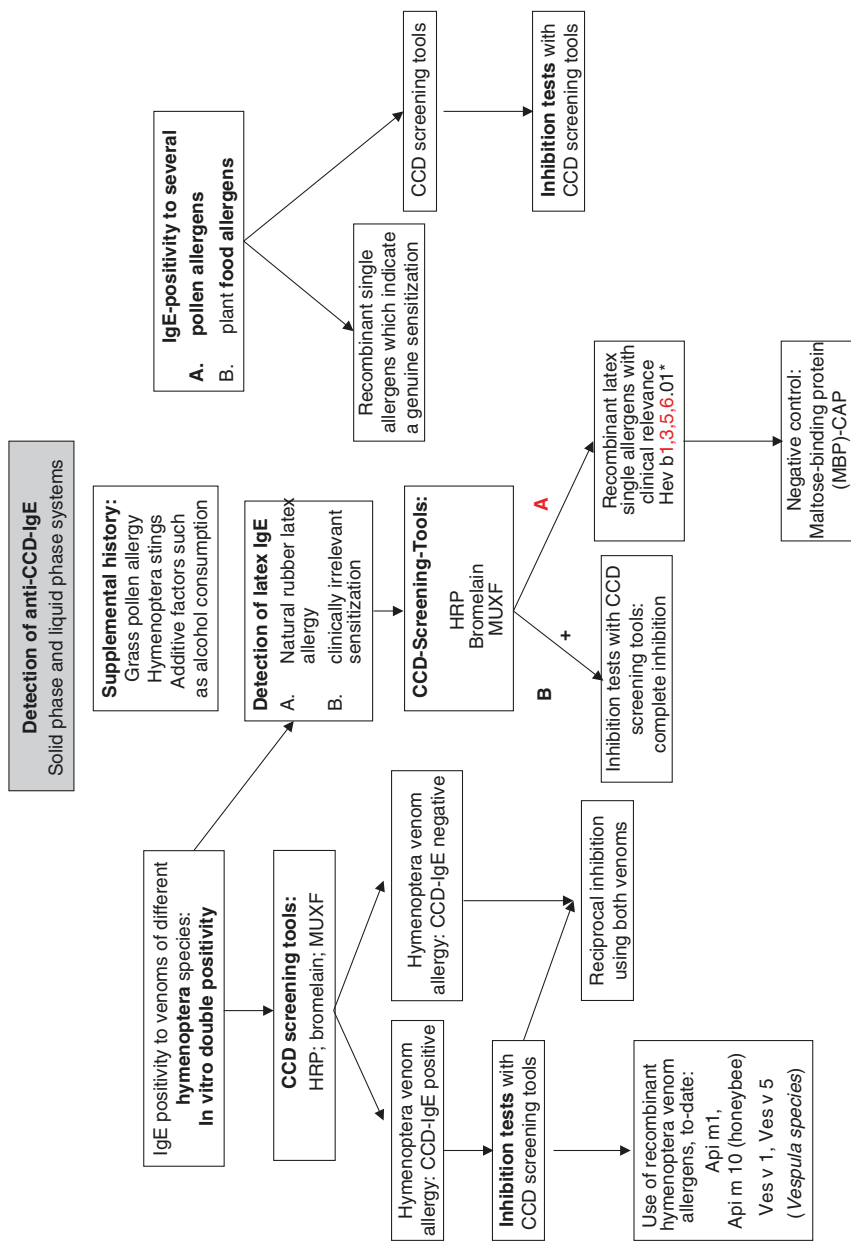 Detection of anti-CCD-IgE
Solid phase and liquid phase systems
Supplemental history:
Grass pollen allergy
Hymenoptera stings
Additive factors such
as alcohol consumption
IgE positivity to venoms of different
hymenoptera species:
In vitro double positivity
CCD screening tools:
HRP; bromelain; MUXF
Hymenoptera venom
allergy: CCD-IgE positive
Hymenoptera venom
allergy: CCD-IgE negative
Inhibition tests with
CCD screening tools
Reciprocal inhibition
using both venoms
Use of recombinant
hymenoptera venom
allergens, to-date:
Api m1,
Api m 10 (honeybee)
Ves v 1, Ves v 5
(Vespula species)
Detection of latex IgE
A. Natural rubber latex
allergy
B. clinically irrelevant
sensitization
CCD-Screening-Tools:
HRP
Bromelain
MUXF
B
+
A
Inhibition tests with CCD
screening tools:
complete inhibition
Recombinant latex
single allergens with
clinical relevance
Hev b1,3,5,6.01*
Negative control:
Maltose-binding protein
(MBP)-CAP
IgE-positivity to several
A. pollen allergens
B. plant food allergens
Recombinant single
allergens which indicate
a genuine sensitization
CCD screening tools
Inhibition tests with
CCD screening tools